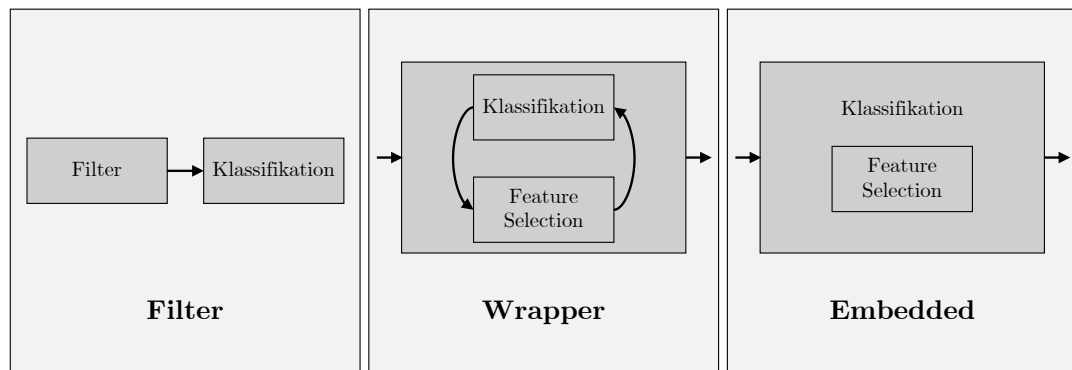 Filter
Klassifikation
Filter
Klassifikation
Feature
Selection
Wrapper
Klassifikation
Feature
Selection
Embedded